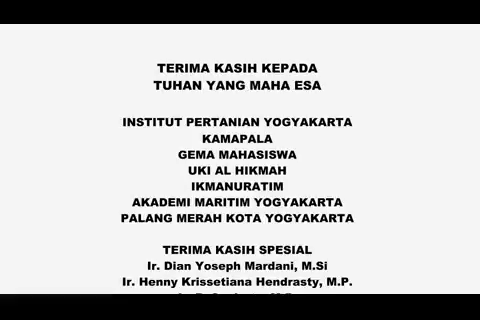 TERIMA KASIH KEPADA
TUHAN YANG MAHA ESA
INSTITUT PERTANIAN YOGYAKARTA
KAMAPALA
GEMA MAHASISWA
UKI AL HIKMAH
IKMANURATIM
AKADEMI MARITIM YOGYAKARTA
PALANG MERAH KOTA YOGYAKARTA
TERIMA KASIH SPESIAL
Ir. Dian Yoseph Mardani, M.Si
Ir. Henny Krissetiana Hendrasty, M.P.